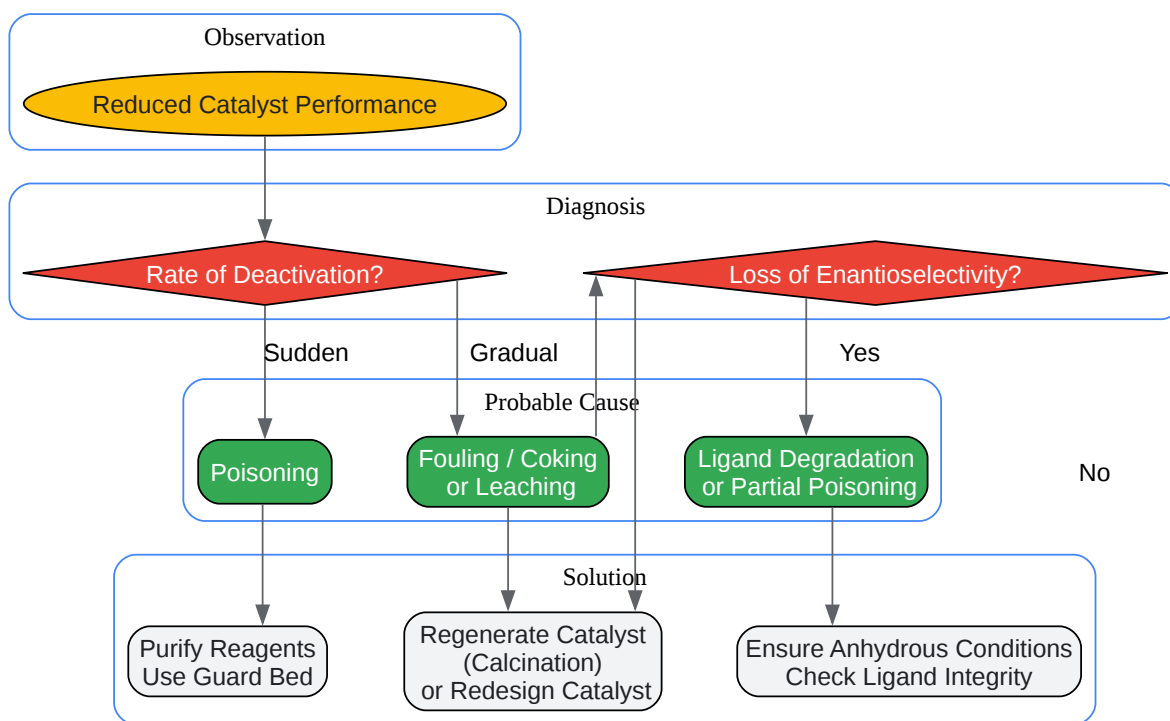 Observation
Reduced Catalyst Performance
Diagnosis
Rate of Deactivation?
Loss of Enantioselectivity?
Sudden
Gradual
Yes
Probable Cause
Poisoning
Fouling / Coking
or Leaching
Ligand Degradation
or Partial Poisoning
No
Solution
Purify Reagents
Use Guard Bed
Regenerate Catalyst
(Calcination)
or Redesign Catalyst
Ensure Anhydrous Conditions
Check Ligand Integrity